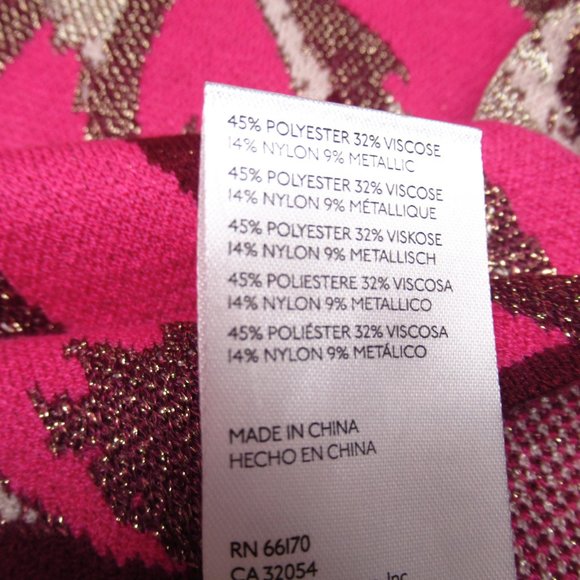 45% POLYESTER 32% VISCOSE
14% NYLON 9% METALLIC
45% POLYESTER 32% VISCOSE
14% NYLON 9% MÉTALLIQUE
45% POLYESTER 32% VISKOSE
14% NYLON 9% METALLISCH
45% POLIESTERE 32% VISCOSA
14% NYLON 9% METALLICO
45% POLIÉSTER 32% VISCOSA
14% NYLON 9% METÁLICO
MADE IN CHINA
HECHO EN CHINA
RN 66170
CA 32054
Inc